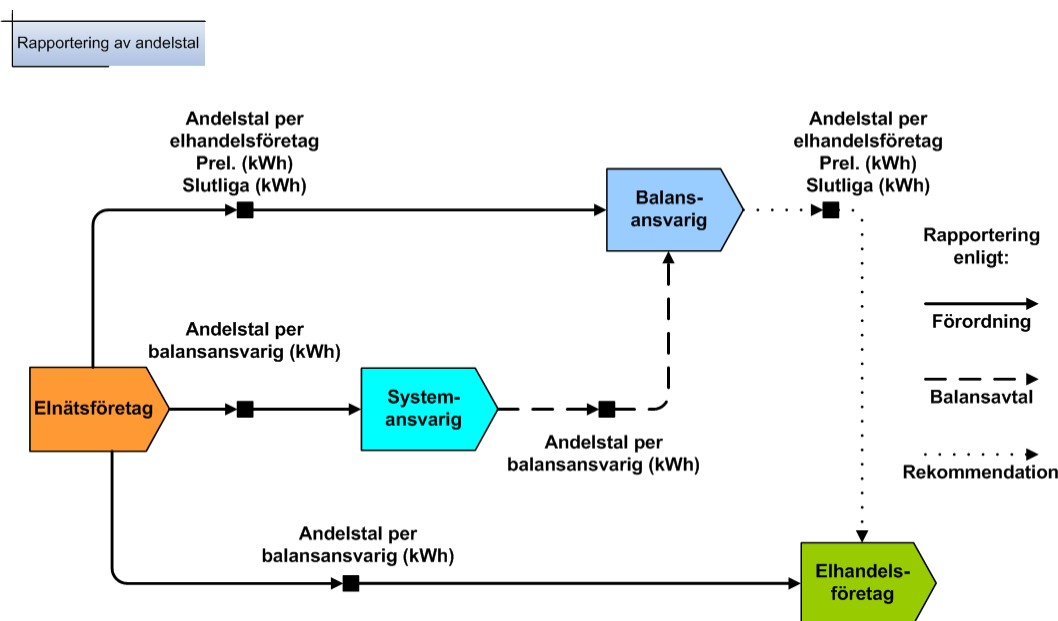 Rapportering av andelstal
Andelstal per
elhandelsföretag
Prel. (kWh)
Slutliga (kWh)
Andelstal per
elhandelsföretag
Prel. (kWh)
Slutliga (kWh)
Balans-
ansvarig
Rapportering
enligt:
Förordning
Balansavtal
Rekommendation
Andelstal per
balansansvarig (kWh)
Elnätsföretag
System-
ansvarig
Andelstal per
balansansvarig (kWh)
Andelstal per
balansansvarig (kWh)
Elhandels-
företag